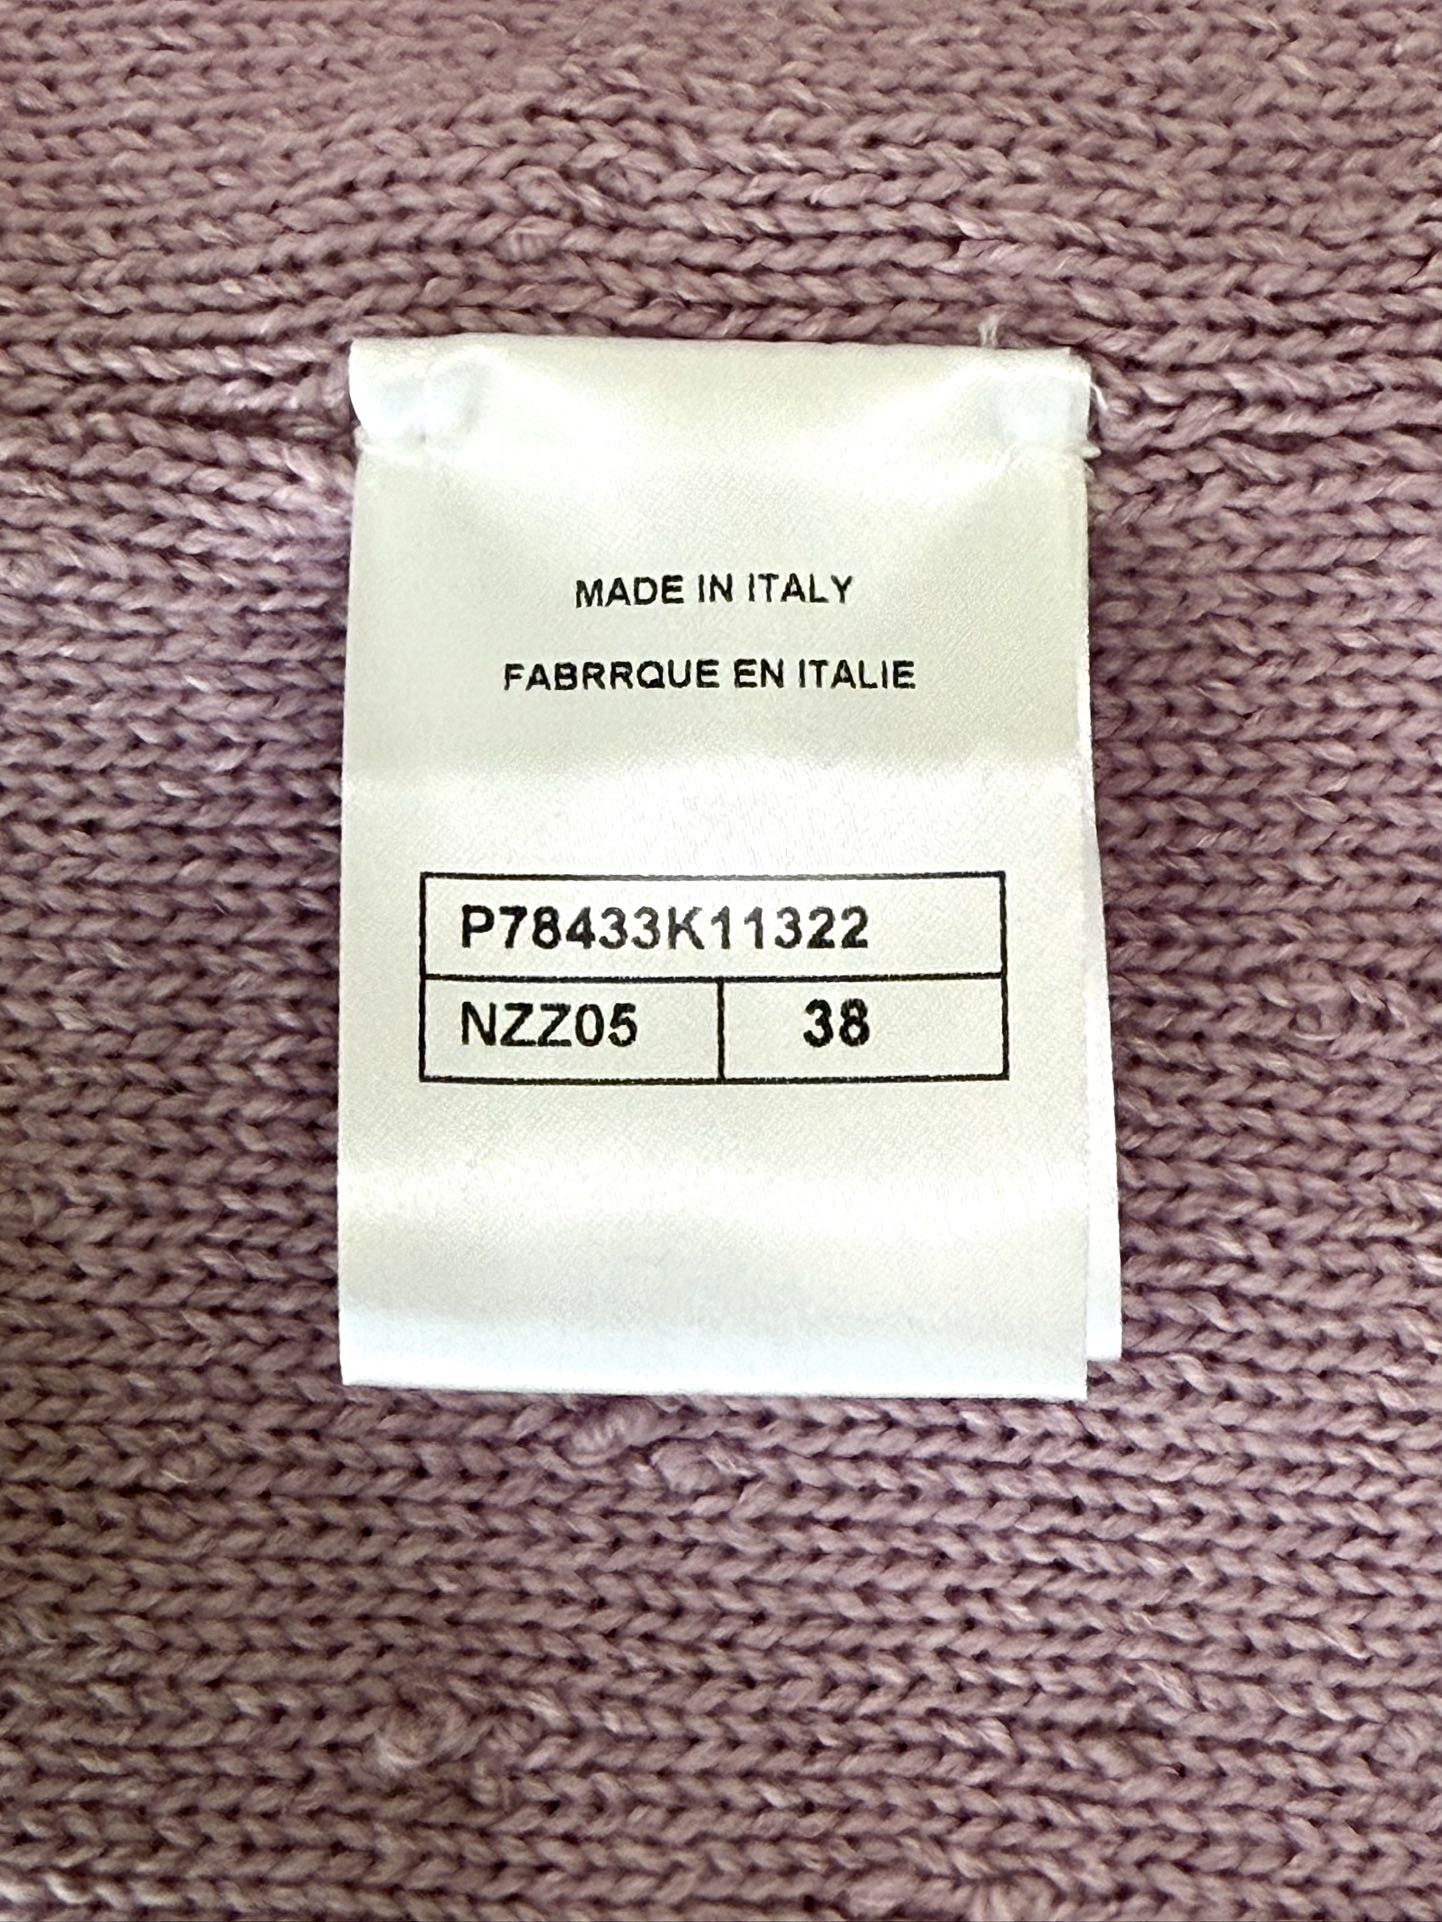 MADE IN ITALY
FABRRQUE EN ITALIE
P78433K11322
NZZ05 38